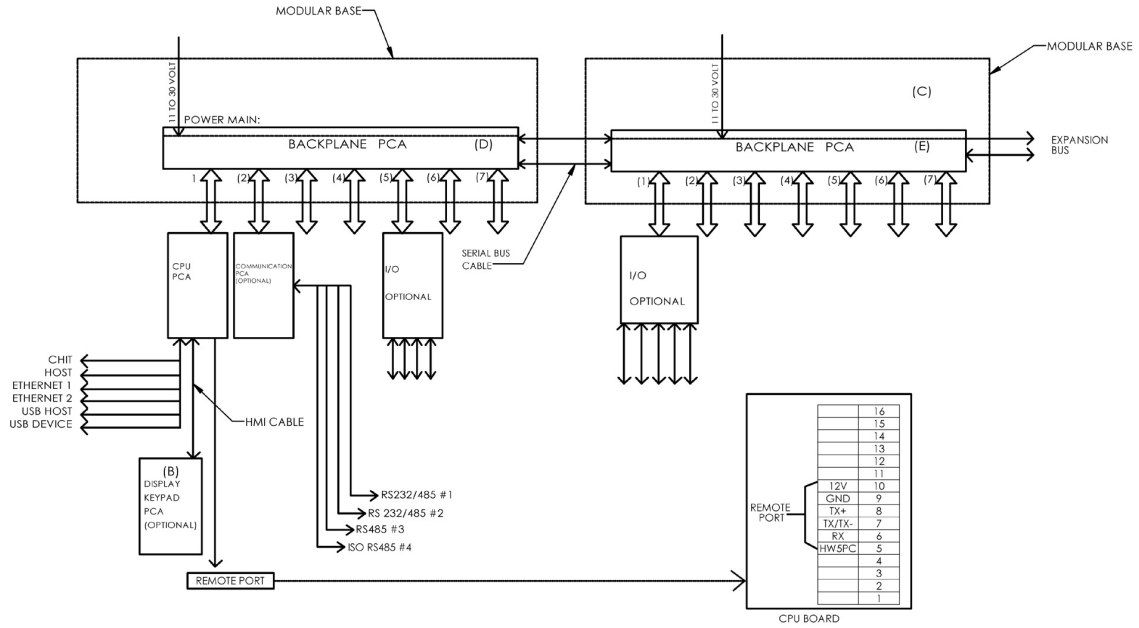 MODULAR BASE
MODULAR BASE
11 TO 30 VOLT
POWER MAIN:
BACKPLANE PCA (D)
1 (2) (3) (4) (5) (6) (7)
11 TO 30 VOLT
(C)
BACKPLANE PCA (E)
(1) (2) (3) (4) (5) (6) (7)
EXPANSION
BUS
SERIAL BUS
CABLE
CPU
PCA
COMMUNICATION
PCA
(OPTIONAL)
I/O
OPTIONAL
I/O
OPTIONAL
CHIT
HOST
ETHERNET 1
ETHERNET 2
USB HOST
USB DEVICE
HMI CABLE
(B)
DISPLAY
KEYPAD
PCA
(OPTIONAL)
RS232/485 #1
RS 232/485 #2
RS485 #3
ISO RS485 #4
REMOTE PORT
REMOTE
PORT
16
15
14
13
12
11
12V 10
GND 9
TX+ 8
TX/TX- 7
RX 6
HW5PC 5
4
3
2
1
CPU BOARD